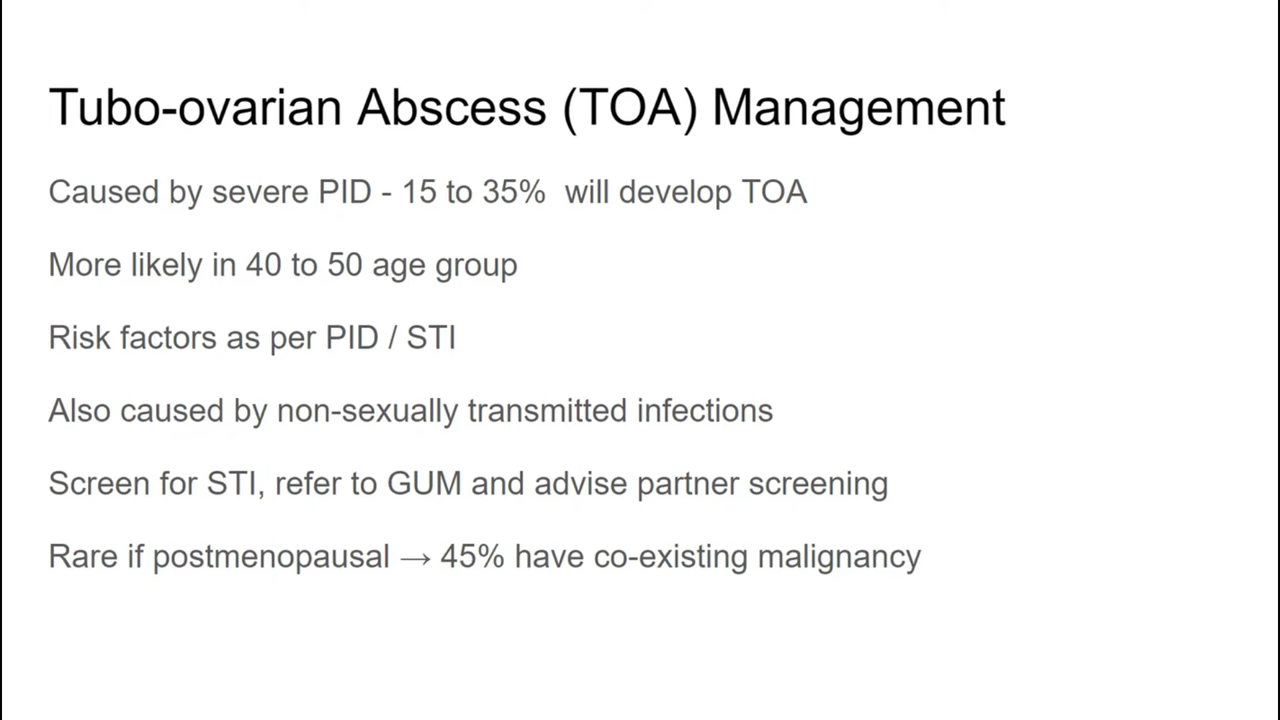 Tubo-ovarian Abscess (TOA) Management
Caused by severe PID - 15 to 35%  will develop TOA
More likely in 40 to 50 age group
Risk factors as per PID / STI
Also caused by non-sexually transmitted infections
Screen for STI, refer to GUM and advise partner screening
Rare if postmenopausal → 45% have co-existing malignancy